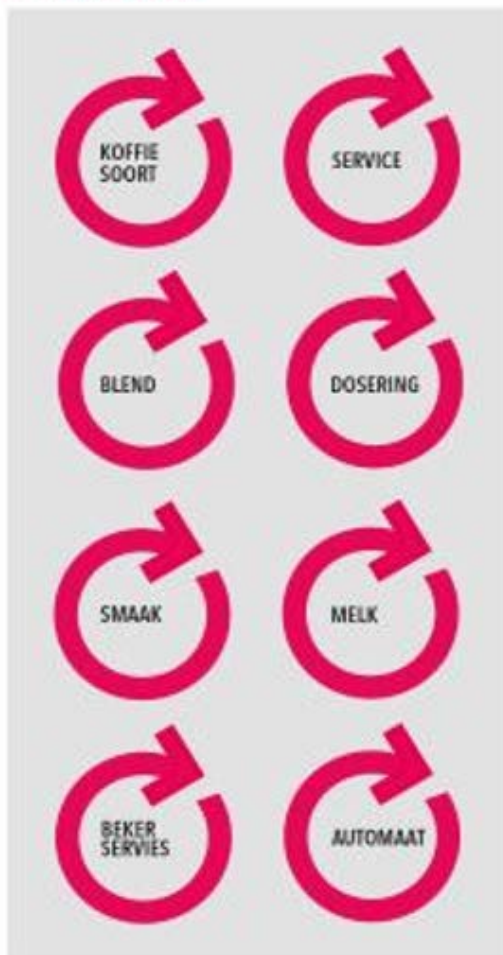 KOFFIE
SOORT
SERVICE
BLEND
DOSERING
SMAAK
MELK
BEKER
SERVIES
AUTOMAAT